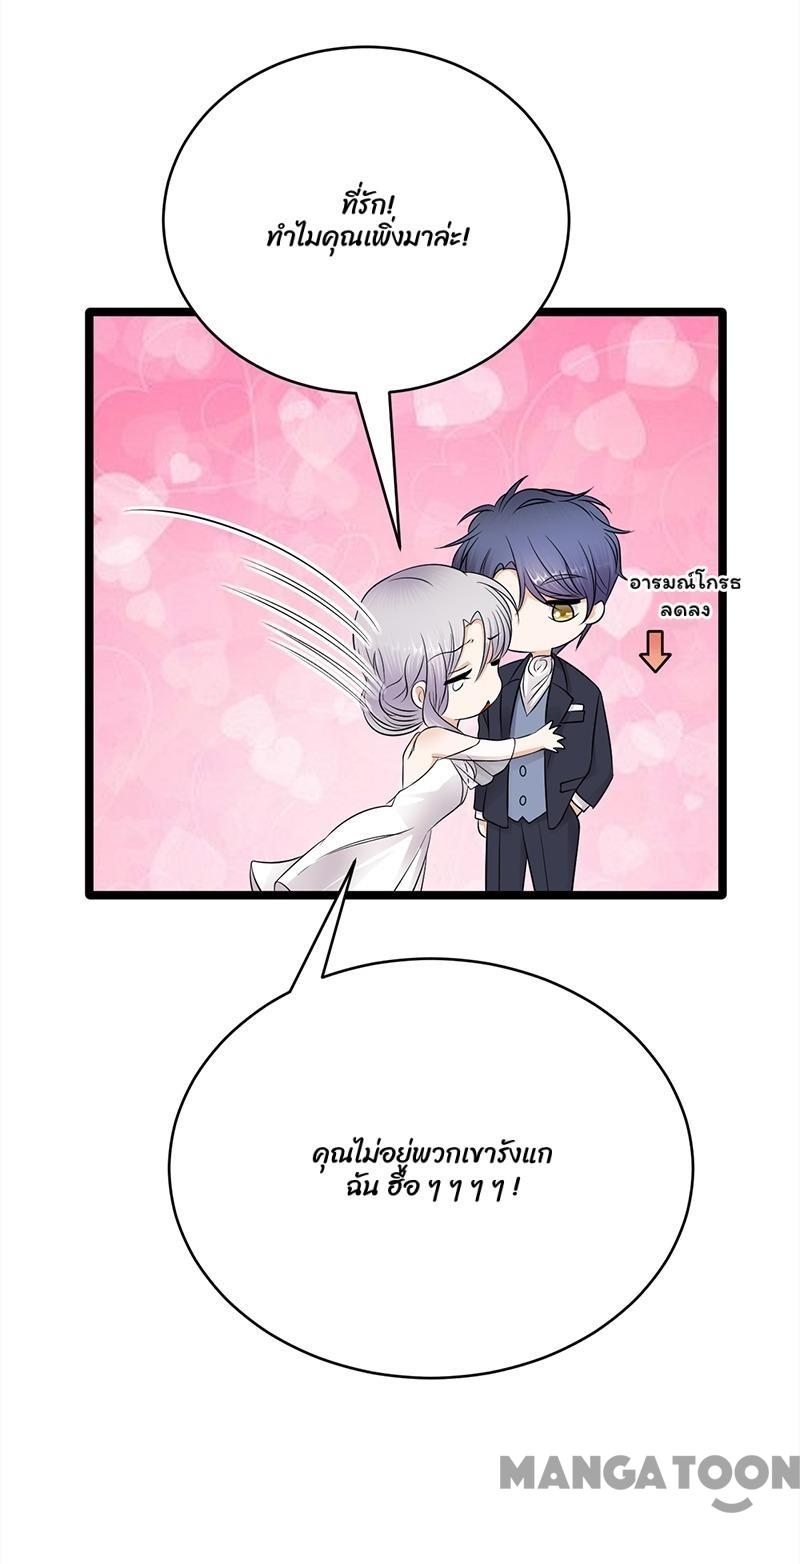 ที่รัก!
ทำไมคุณเพิ่งมาล่ะ!
อารมณ์โกรธ
ลดลง
คุณไม่อยู่พวกเขารังแก
ฉัน ฮือ ๆ ๆ ๆ ๆ !
MANGATOON